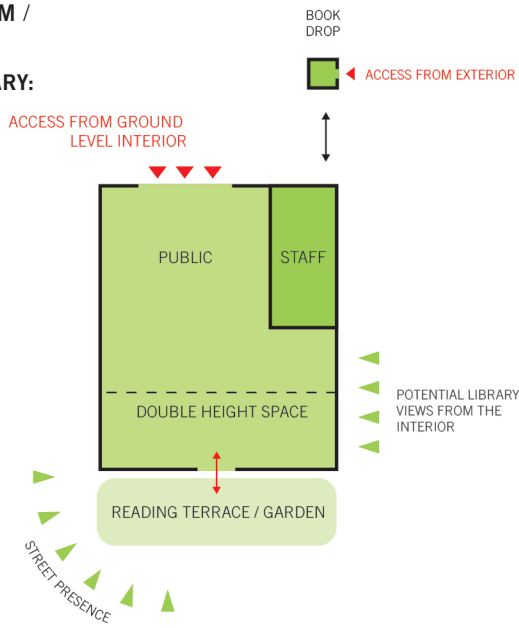 M /
ARY:
BOOK
DROP
ACCESS FROM EXTERIOR
ACCESS FROM GROUND
LEVEL INTERIOR
PUBLIC
STAFF
DOUBLE HEIGHT SPACE
POTENTIAL LIBRARY
VIEWS FROM THE
INTERIOR
READING TERRACE / GARDEN
STREET PRESENCE